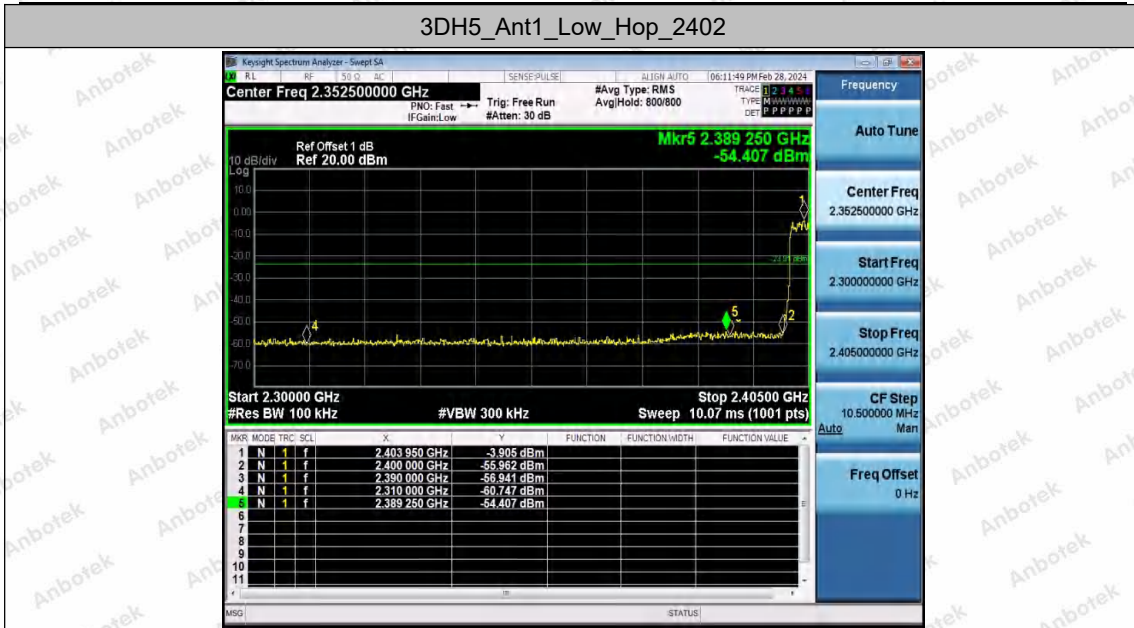 3DH5_Ant1_Low_Hop_2402
Keysight Spectrum Analyzer - Swept SA
RL RF 50 Ω AC SENSE:PULSE ALIGN AUTO 06:11:49 PM Feb 28, 2024
Center Freq 2.352500000 GHz
PNO: Fast
IFGain:Low
Trig: Free Run
#Atten: 30 dB
#Avg Type: RMS
Avg|Hold: 800/800
TRACE 1 2 3 4 5 6
TYPE M
DET P P P P P P
Mkr5 2.389 250 GHz
-54.407 dBm
Ref Offset 1 dB
10 dB/div Ref 20.00 dBm
Log
10.0
0.00
-10.0
-20.0
-30.0
-40.0
-50.0
-60.0
-70.0
1
2
4
5
Start 2.30000 GHz Stop 2.40500 GHz
#Res BW 100 kHz #VBW 300 kHz Sweep 10.07 ms (1001 pts)
MKR MODE TRC SCL X Y FUNCTION FUNCTION WIDTH FUNCTION VALUE
1 N 1 f 2.403 950 GHz -3.905 dBm
2 N 1 f 2.400 000 GHz -55.962 dBm
3 N 1 f 2.390 000 GHz -56.941 dBm
4 N 1 f 2.310 000 GHz -60.747 dBm
5 N 1 f 2.389 250 GHz -54.407 dBm
6
7
8
9
10
11
MSG STATUS
Frequency
Auto Tune
Center Freq
2.352500000 GHz
Start Freq
2.300000000 GHz
Stop Freq
2.405000000 GHz
CF Step
10.500000 MHz
Auto Man
Freq Offset
0 Hz
Anbotek